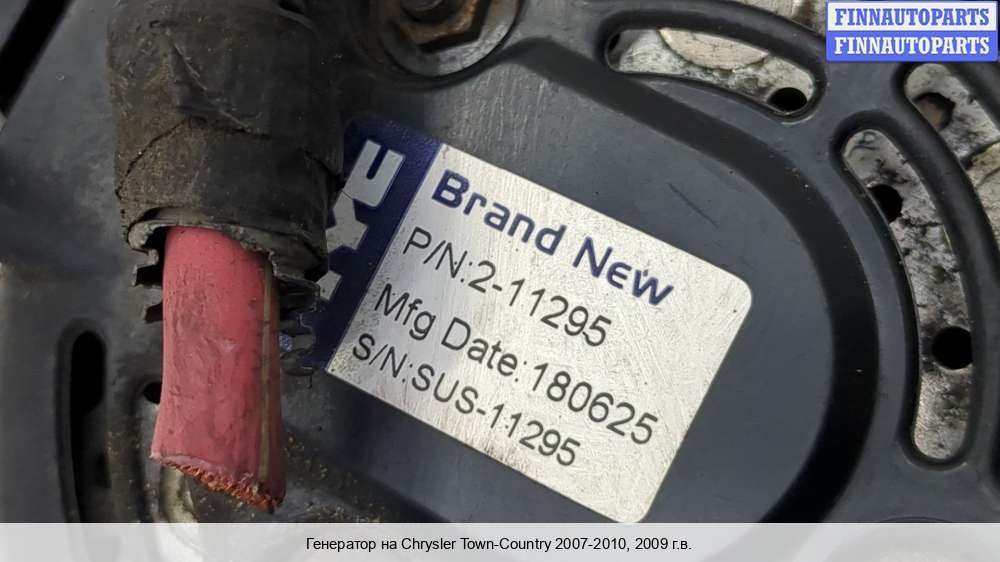 FINNAUTOPARTS
FINNAUTOPARTS
Brand New
P/N:2-11295
Mfg Date:180625
S/N:SUS-11295
Генератор на Chrysler Town-Country 2007-2010, 2009 г.в.